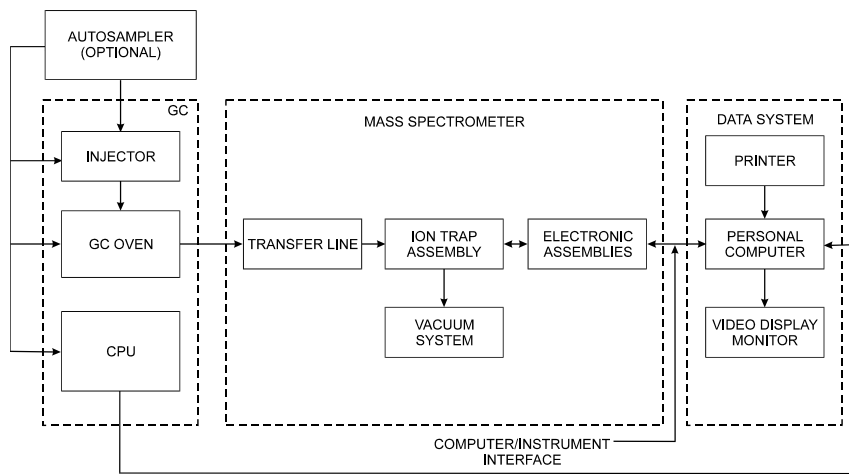 AUTOSAMPLER
(OPTIONAL)
GC
INJECTOR
GC OVEN
CPU
MASS SPECTROMETER
TRANSFER LINE
ION TRAP
ASSEMBLY
ELECTRONIC
ASSEMBLIES
VACUUM
SYSTEM
DATA SYSTEM
PRINTER
PERSONAL
COMPUTER
VIDEO DISPLAY
MONITOR
COMPUTER/INSTRUMENT
INTERFACE